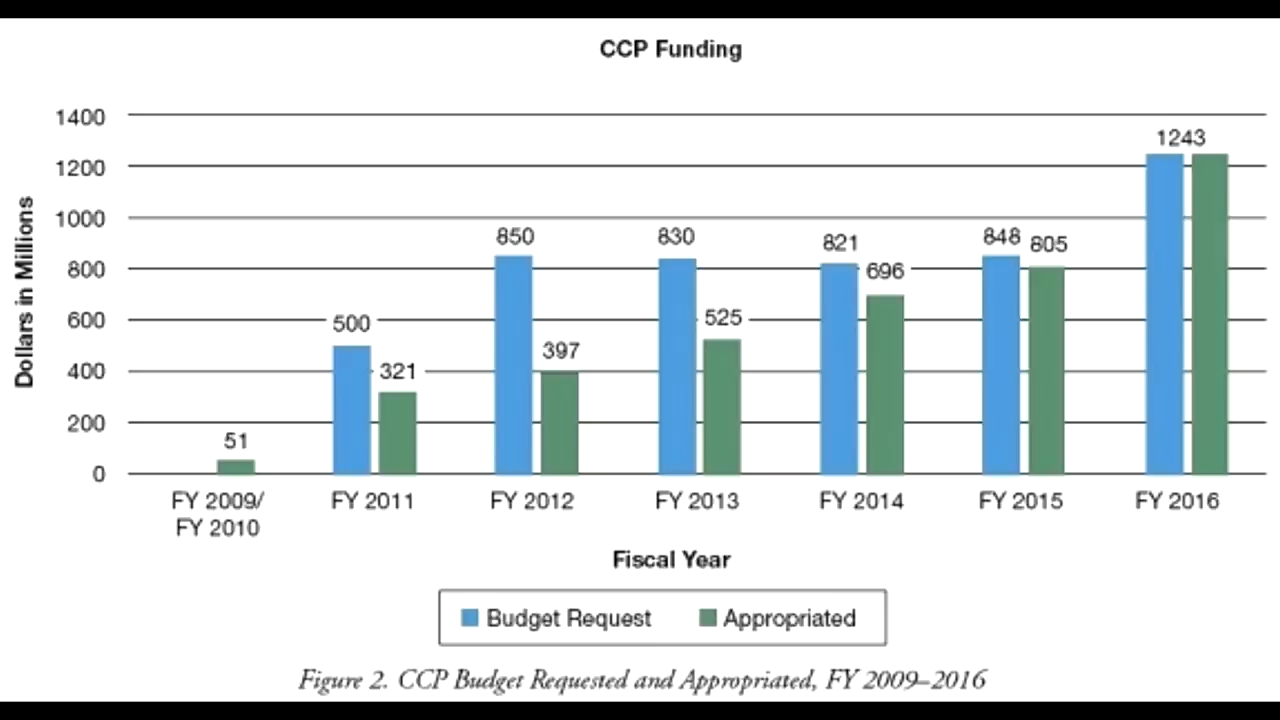 CCP Funding
Dollars in Millions
1400
1200
1000
800
600
400
200
0
51
500
321
850
397
830
525
821
696
848
805
1243
FY 2009/
FY 2010
FY 2011
FY 2012
FY 2013
FY 2014
FY 2015
FY 2016
Fiscal Year
Budget Request
Appropriated
Figure 2. CCP Budget Requested and Appropriated, FY 2009–2016